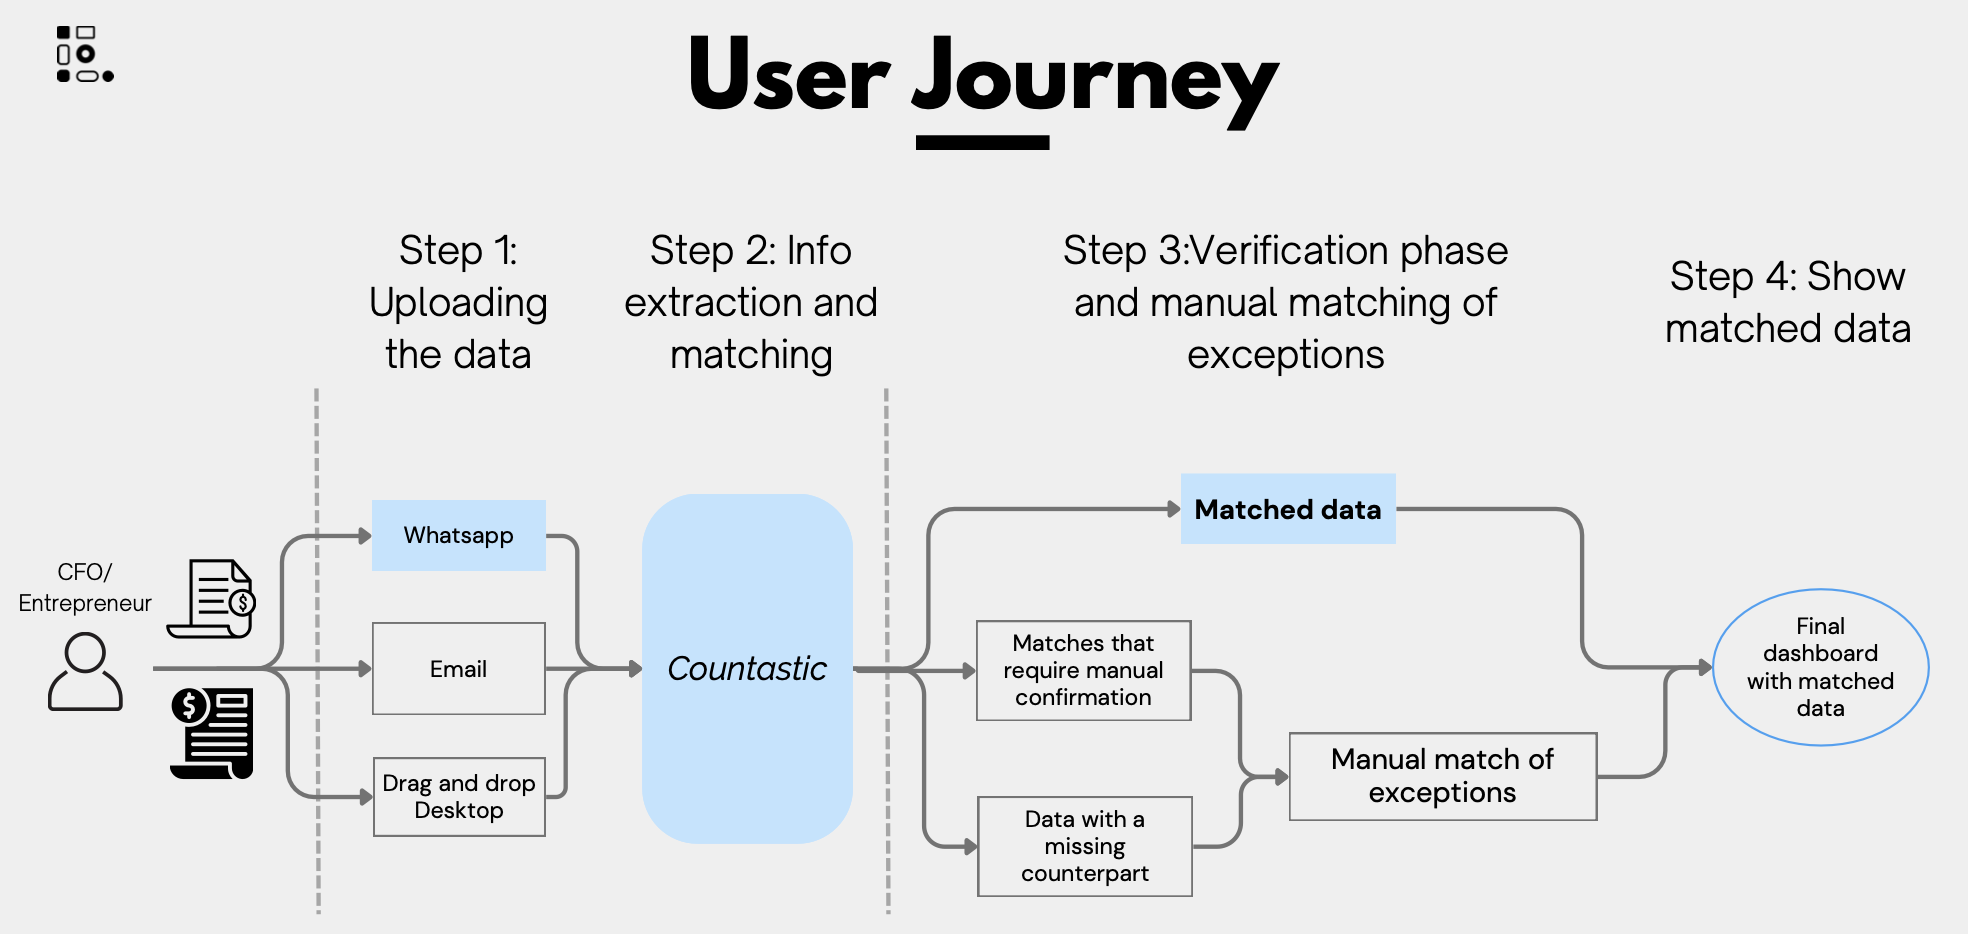 User Journey
Step 1:
Uploading
the data
Step 2: Info
extraction and
matching
Step 3:Verification phase
and manual matching of
exceptions
Step 4: Show
matched data
CFO/
Entrepreneur
$
$
Whatsapp
Email
Drag and drop
Desktop
Countastic
Matched data
Matches that
require manual
confirmation
Data with a
missing
counterpart
Manual match of
exceptions
Final
dashboard
with matched
data